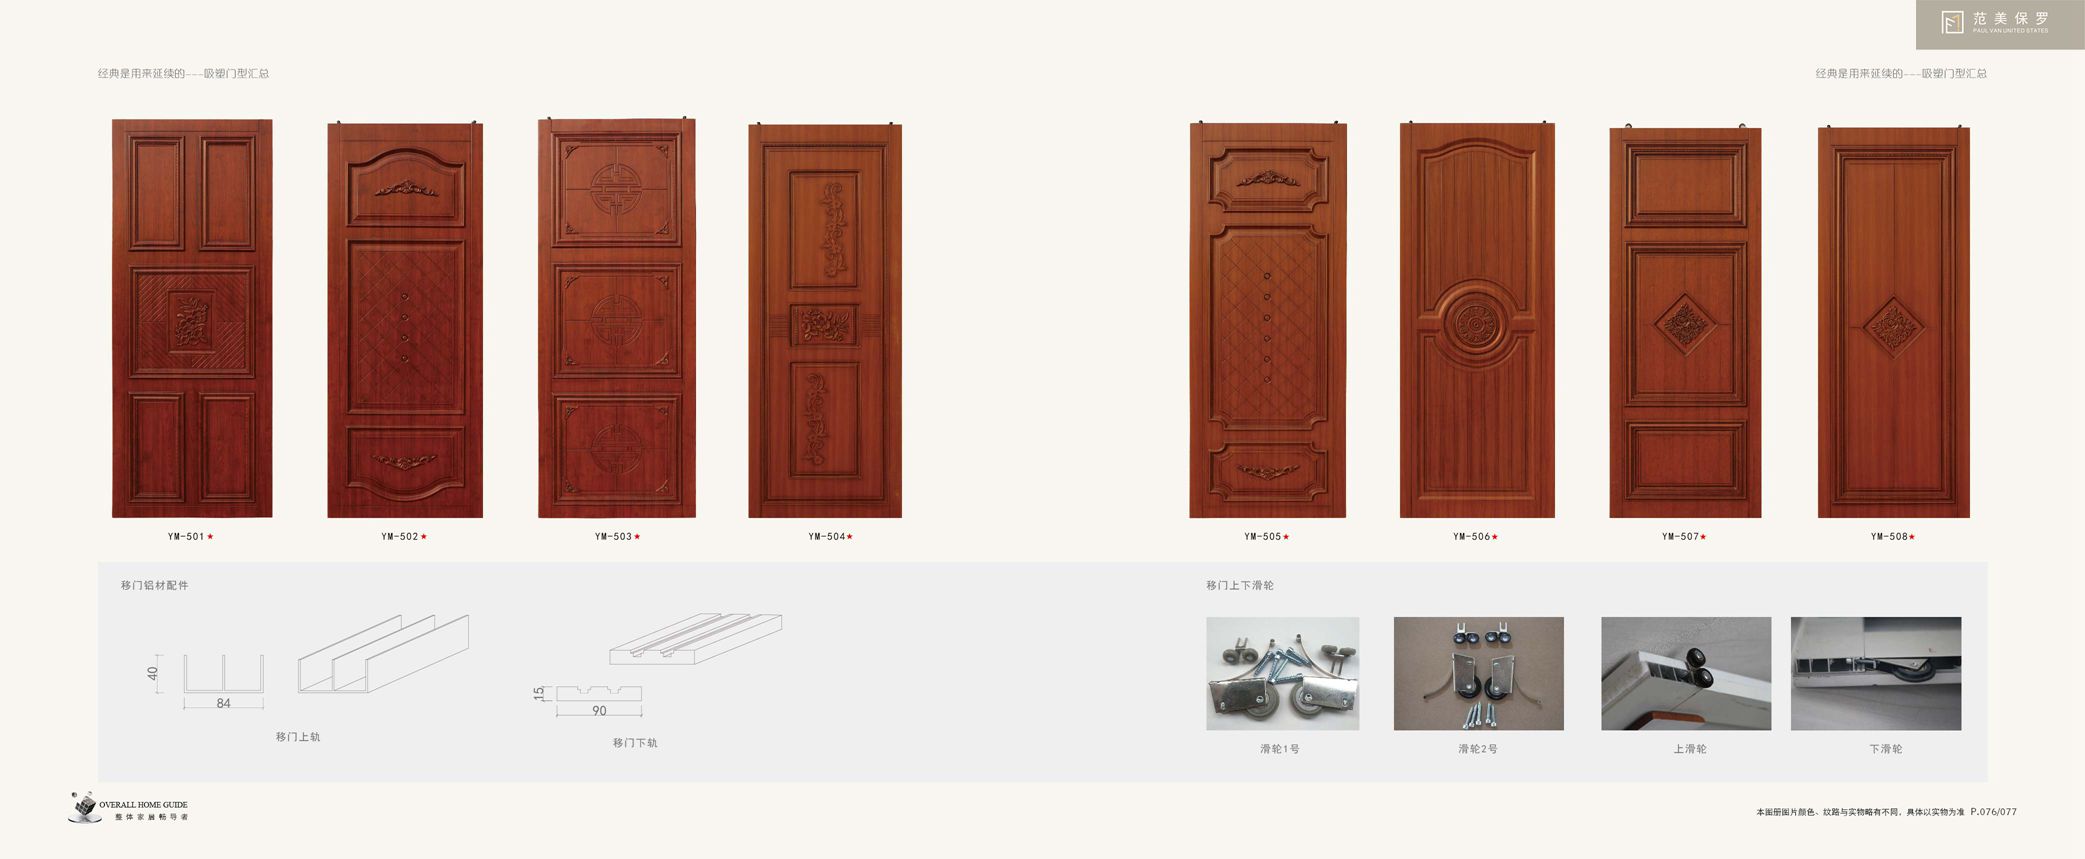 范美保罗
PAUL VAN UNITED STATES
经典是用来延续的---吸塑门型汇总
经典是用来延续的---吸塑门型汇总
YM-501★
YM-502★
YM-503★
YM-504★
YM-505★
YM-506★
YM-507★
YM-508★
移门铝材配件
40
84
移门上轨
15
90
移门下轨
移门上下滑轮
滑轮1号
滑轮2号
上滑轮
下滑轮
OVERALL HOME GUIDE
整体家居畅导者
本图册图片颜色、纹路与实物略有不同，具体以实物为准 P.076/077